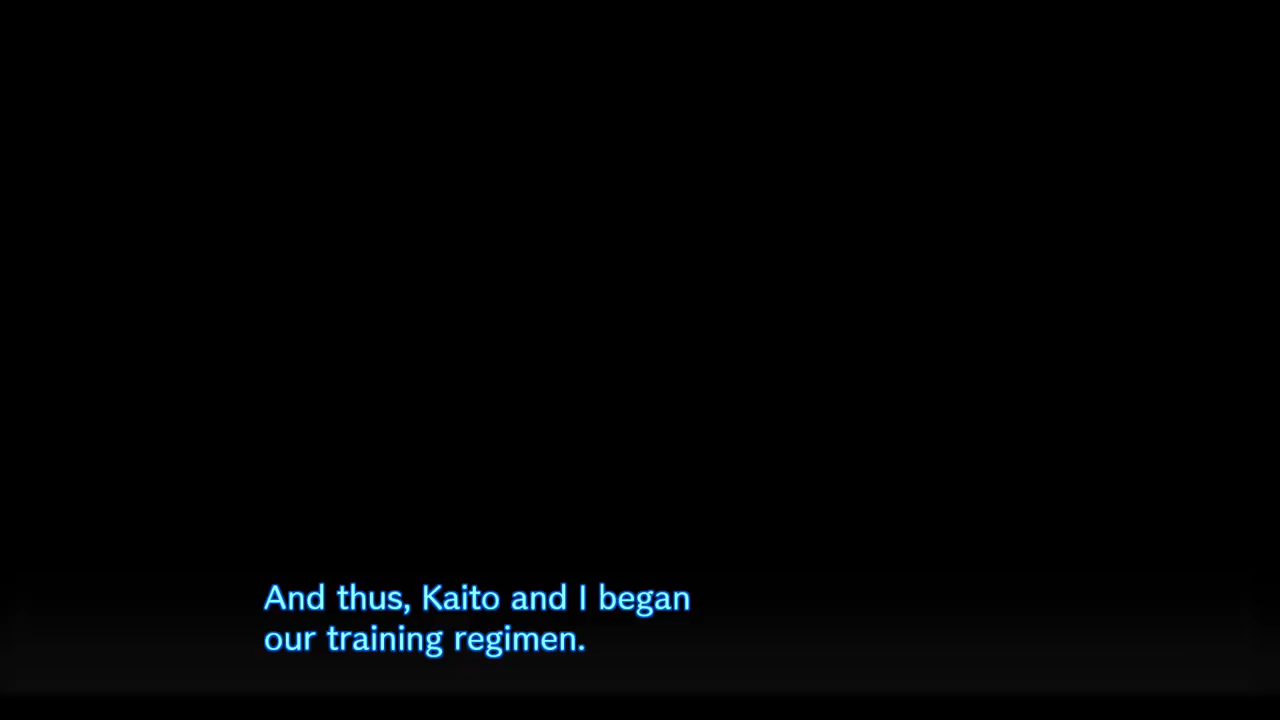 And thus, Kaito and I began
our training regimen.